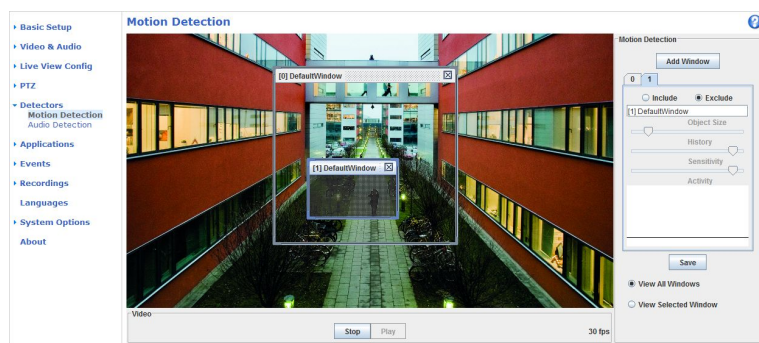 Motion Detection
Basic Setup
Video & Audio
Live View Config
PTZ
Detectors
Motion Detection
Audio Detection
Applications
Events
Recordings
Languages
System Options
About
[0] DefaultWindow
[1] DefaultWindow
Video
Stop Play
30 fps
Motion Detection
Add Window
0 1
Include Exclude
[1] DefaultWindow
Object Size
History
Sensitivity
Activity
Save
View All Windows
View Selected Window
?